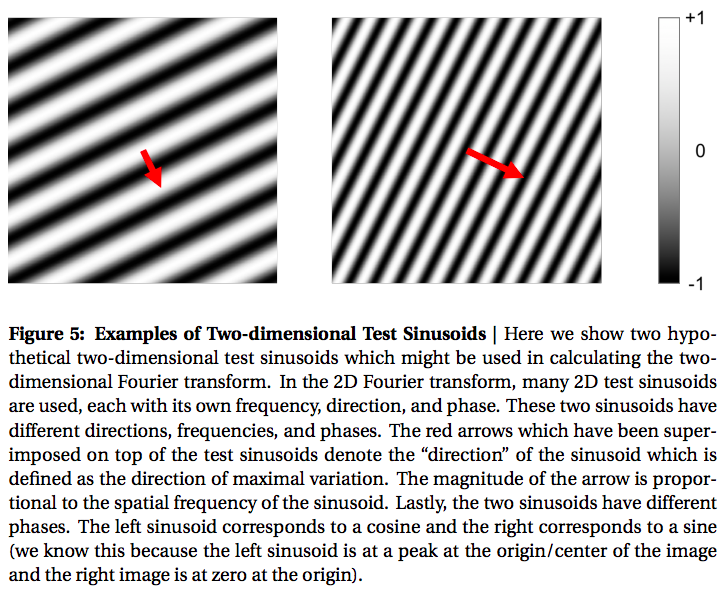 +1
0
-1
Figure 5: Examples of Two-dimensional Test Sinusoids | Here we show two hypo-
thetical two-dimensional test sinusoids which might be used in calculating the two-
dimensional Fourier transform. In the 2D Fourier transform, many 2D test sinusoids
are used, each with its own frequency, direction, and phase. These two sinusoids have
different directions, frequencies, and phases. The red arrows which have been super-
imposed on top of the test sinusoids denote the “direction” of the sinusoid which is
defined as the direction of maximal variation. The magnitude of the arrow is propor-
tional to the spatial frequency of the sinusoid. Lastly, the two sinusoids have different
phases. The left sinusoid corresponds to a cosine and the right corresponds to a sine
(we know this because the left sinusoid is at a peak at the origin/center of the image
and the right image is at zero at the origin).